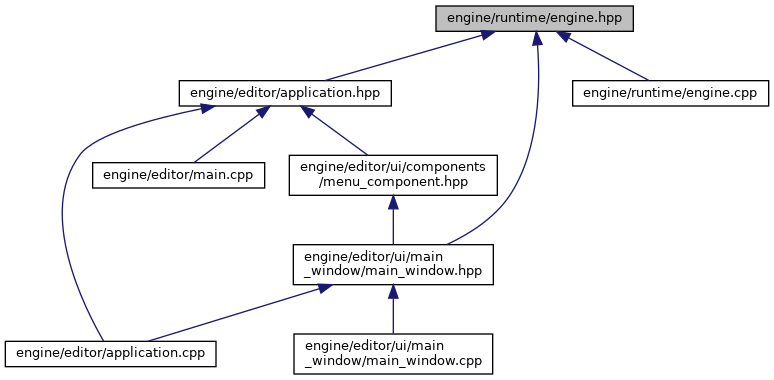 engine/runtime/engine.hpp
engine/editor/application.hpp
engine/runtime/engine.cpp
engine/editor/main.cpp
engine/editor/ui/components
/menu_component.hpp
engine/editor/ui/main
_window/main_window.hpp
engine/editor/application.cpp
engine/editor/ui/main
_window/main_window.cpp